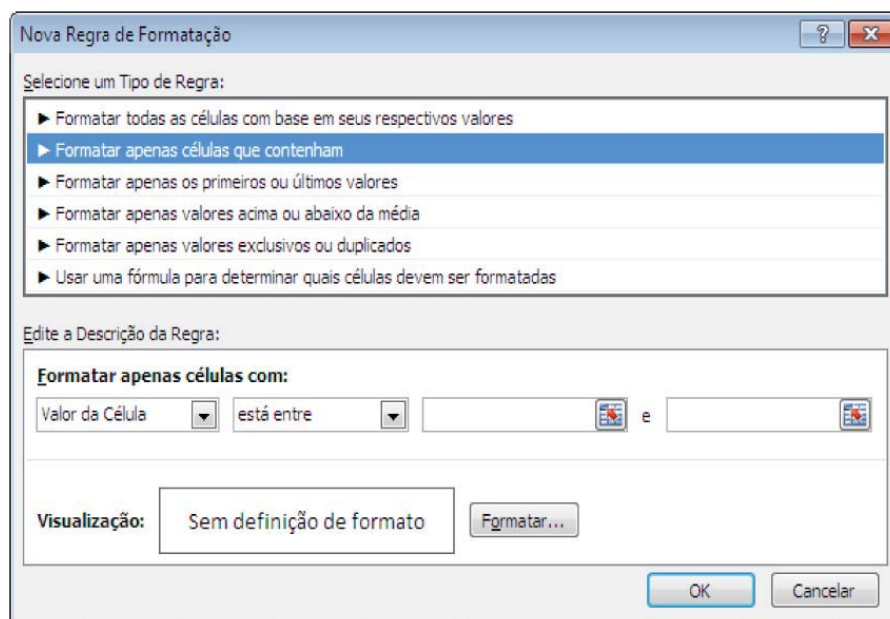 Nova Regra de Formatação
Selecione um Tipo de Regra:
► Formatar todas as células com base em seus respectivos valores
► Formatar apenas células que contenham
► Formatar apenas os primeiros ou últimos valores
► Formatar apenas valores acima ou abaixo da média
► Formatar apenas valores exclusivos ou duplicados
► Usar uma fórmula para determinar quais células devem ser formatadas
Edite a Descrição da Regra:
Formatar apenas células com:
Valor da Célula está entre e
Visualização: Sem definição de formato Formatar...
OK Cancelar